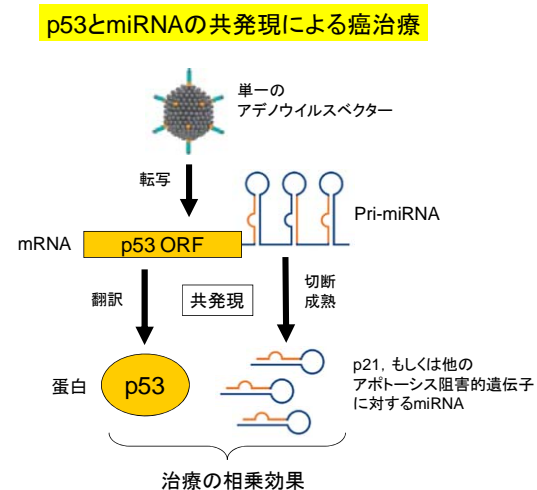 p53とmiRNAの共発現による癌治療
単一の
アデノウイルスベクター
転写
Pri-miRNA
mRNA
p53 ORF
翻訳
共発現
切断
成熟
蛋白
p53
p21，もしくは他の
アポトーシス阻害的遺伝子
に対するmiRNA
治療の相乗効果